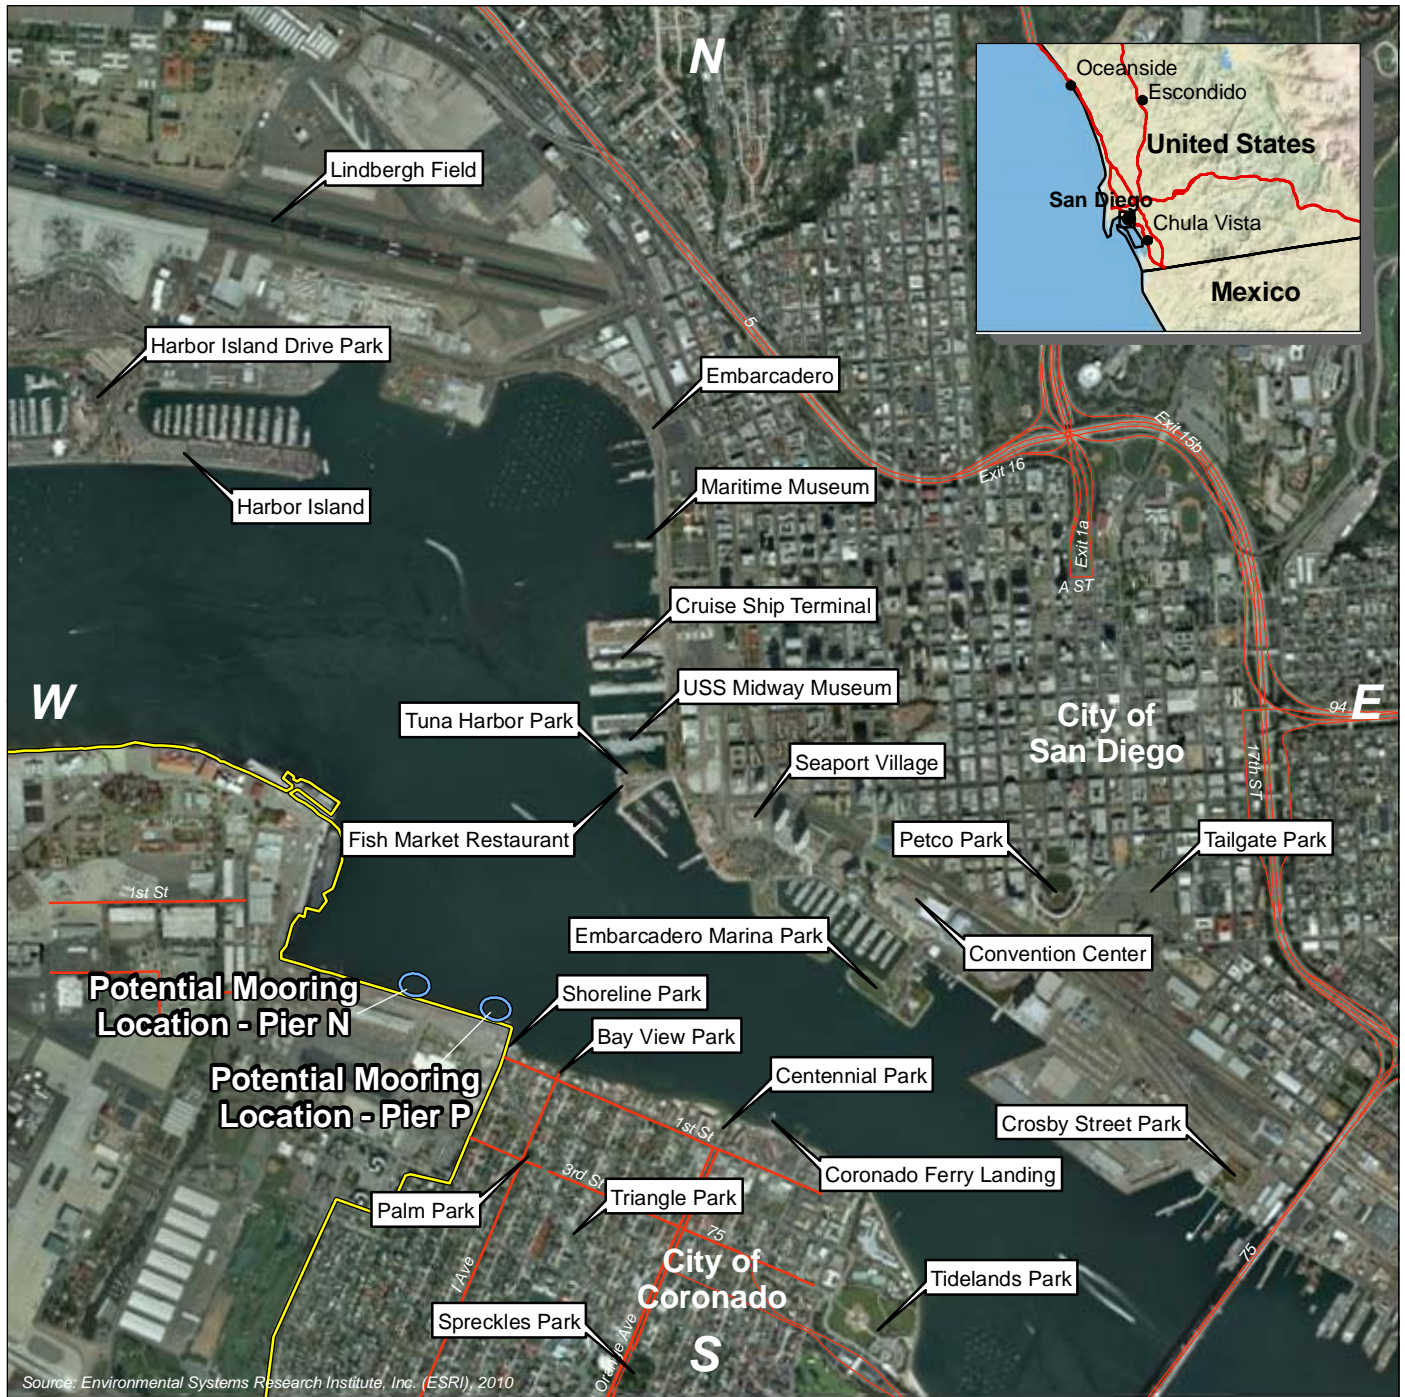 N
Oceanside
Escondido
United States
San Diego
Chula Vista
Mexico
Lindbergh Field
5
Harbor Island Drive Park
Embarcadero
Exit 15b
Exit 16
Maritime Museum
Harbor Island
Exit 1a
A ST
Cruise Ship Terminal
USS Midway Museum
W
Tuna Harbor Park
City of
San Diego
94
E
Seaport Village
17th ST
Fish Market Restaurant
Petco Park
Tailgate Park
1st St
Embarcadero Marina Park
Convention Center
Potential Mooring
Location - Pier N
Shoreline Park
Bay View Park
Potential Mooring
Location - Pier P
Centennial Park
1st St
Crosby Street Park
3rd St
Coronado Ferry Landing
Palm Park
Triangle Park
75
City of
Coronado
75
I Ave
Tidelands Park
Spreckles Park
Orange Ave
S
Source: Environmental Systems Research Institute, Inc. (ESRI), 2010